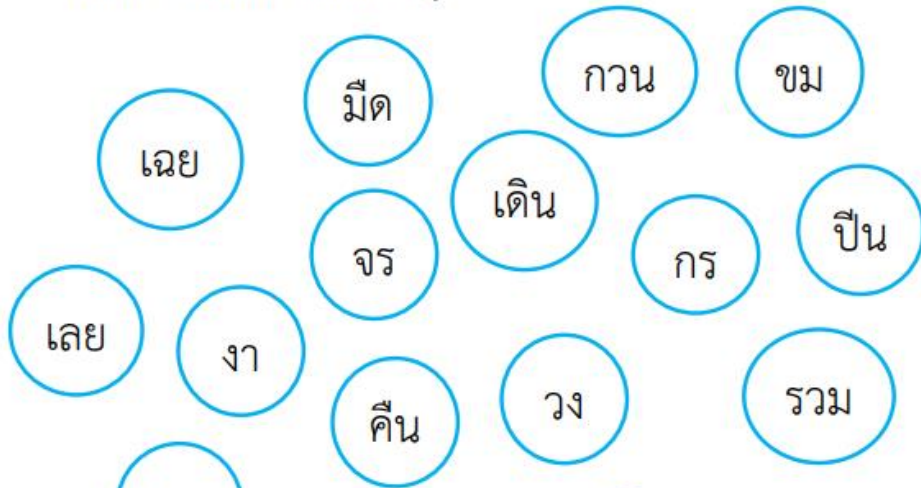 กวน
ขม
มืด
เฉย
เดิน
ปีน
จร
กร
เลย
งา
คืน
วง
รวม